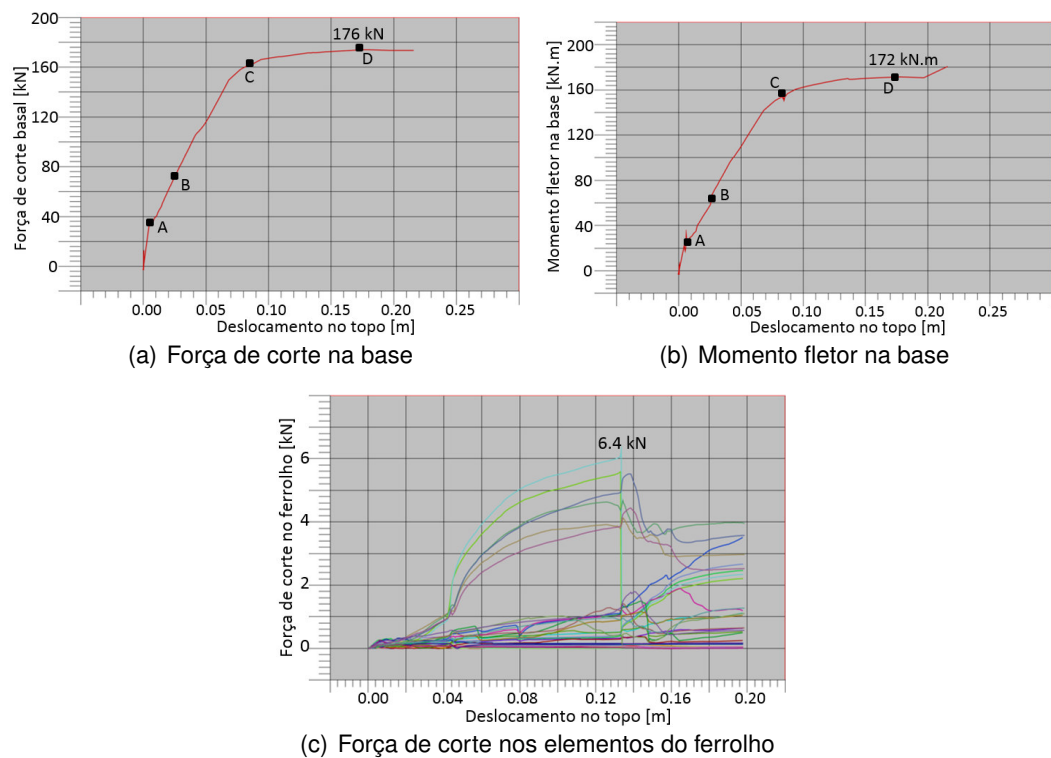 Força de corte basal [kN]
200
160
120
80
40
0
176 kN
A
B
C
D
0.00 0.05 0.10 0.15 0.20 0.25
Deslocamento no topo [m]
(a) Força de corte na base
Momento fletor na base [kN.m]
200
160
120
80
40
0
172 kN.m
A
B
C
D
0.00 0.05 0.10 0.15 0.20 0.25
Deslocamento no topo [m]
(b) Momento fletor na base
Força de corte no ferrolho [kN]
6
4
2
0
6.4 kN
0.00 0.04 0.08 0.12 0.16 0.20
Deslocamento no topo [m]
(c) Força de corte nos elementos do ferrolho